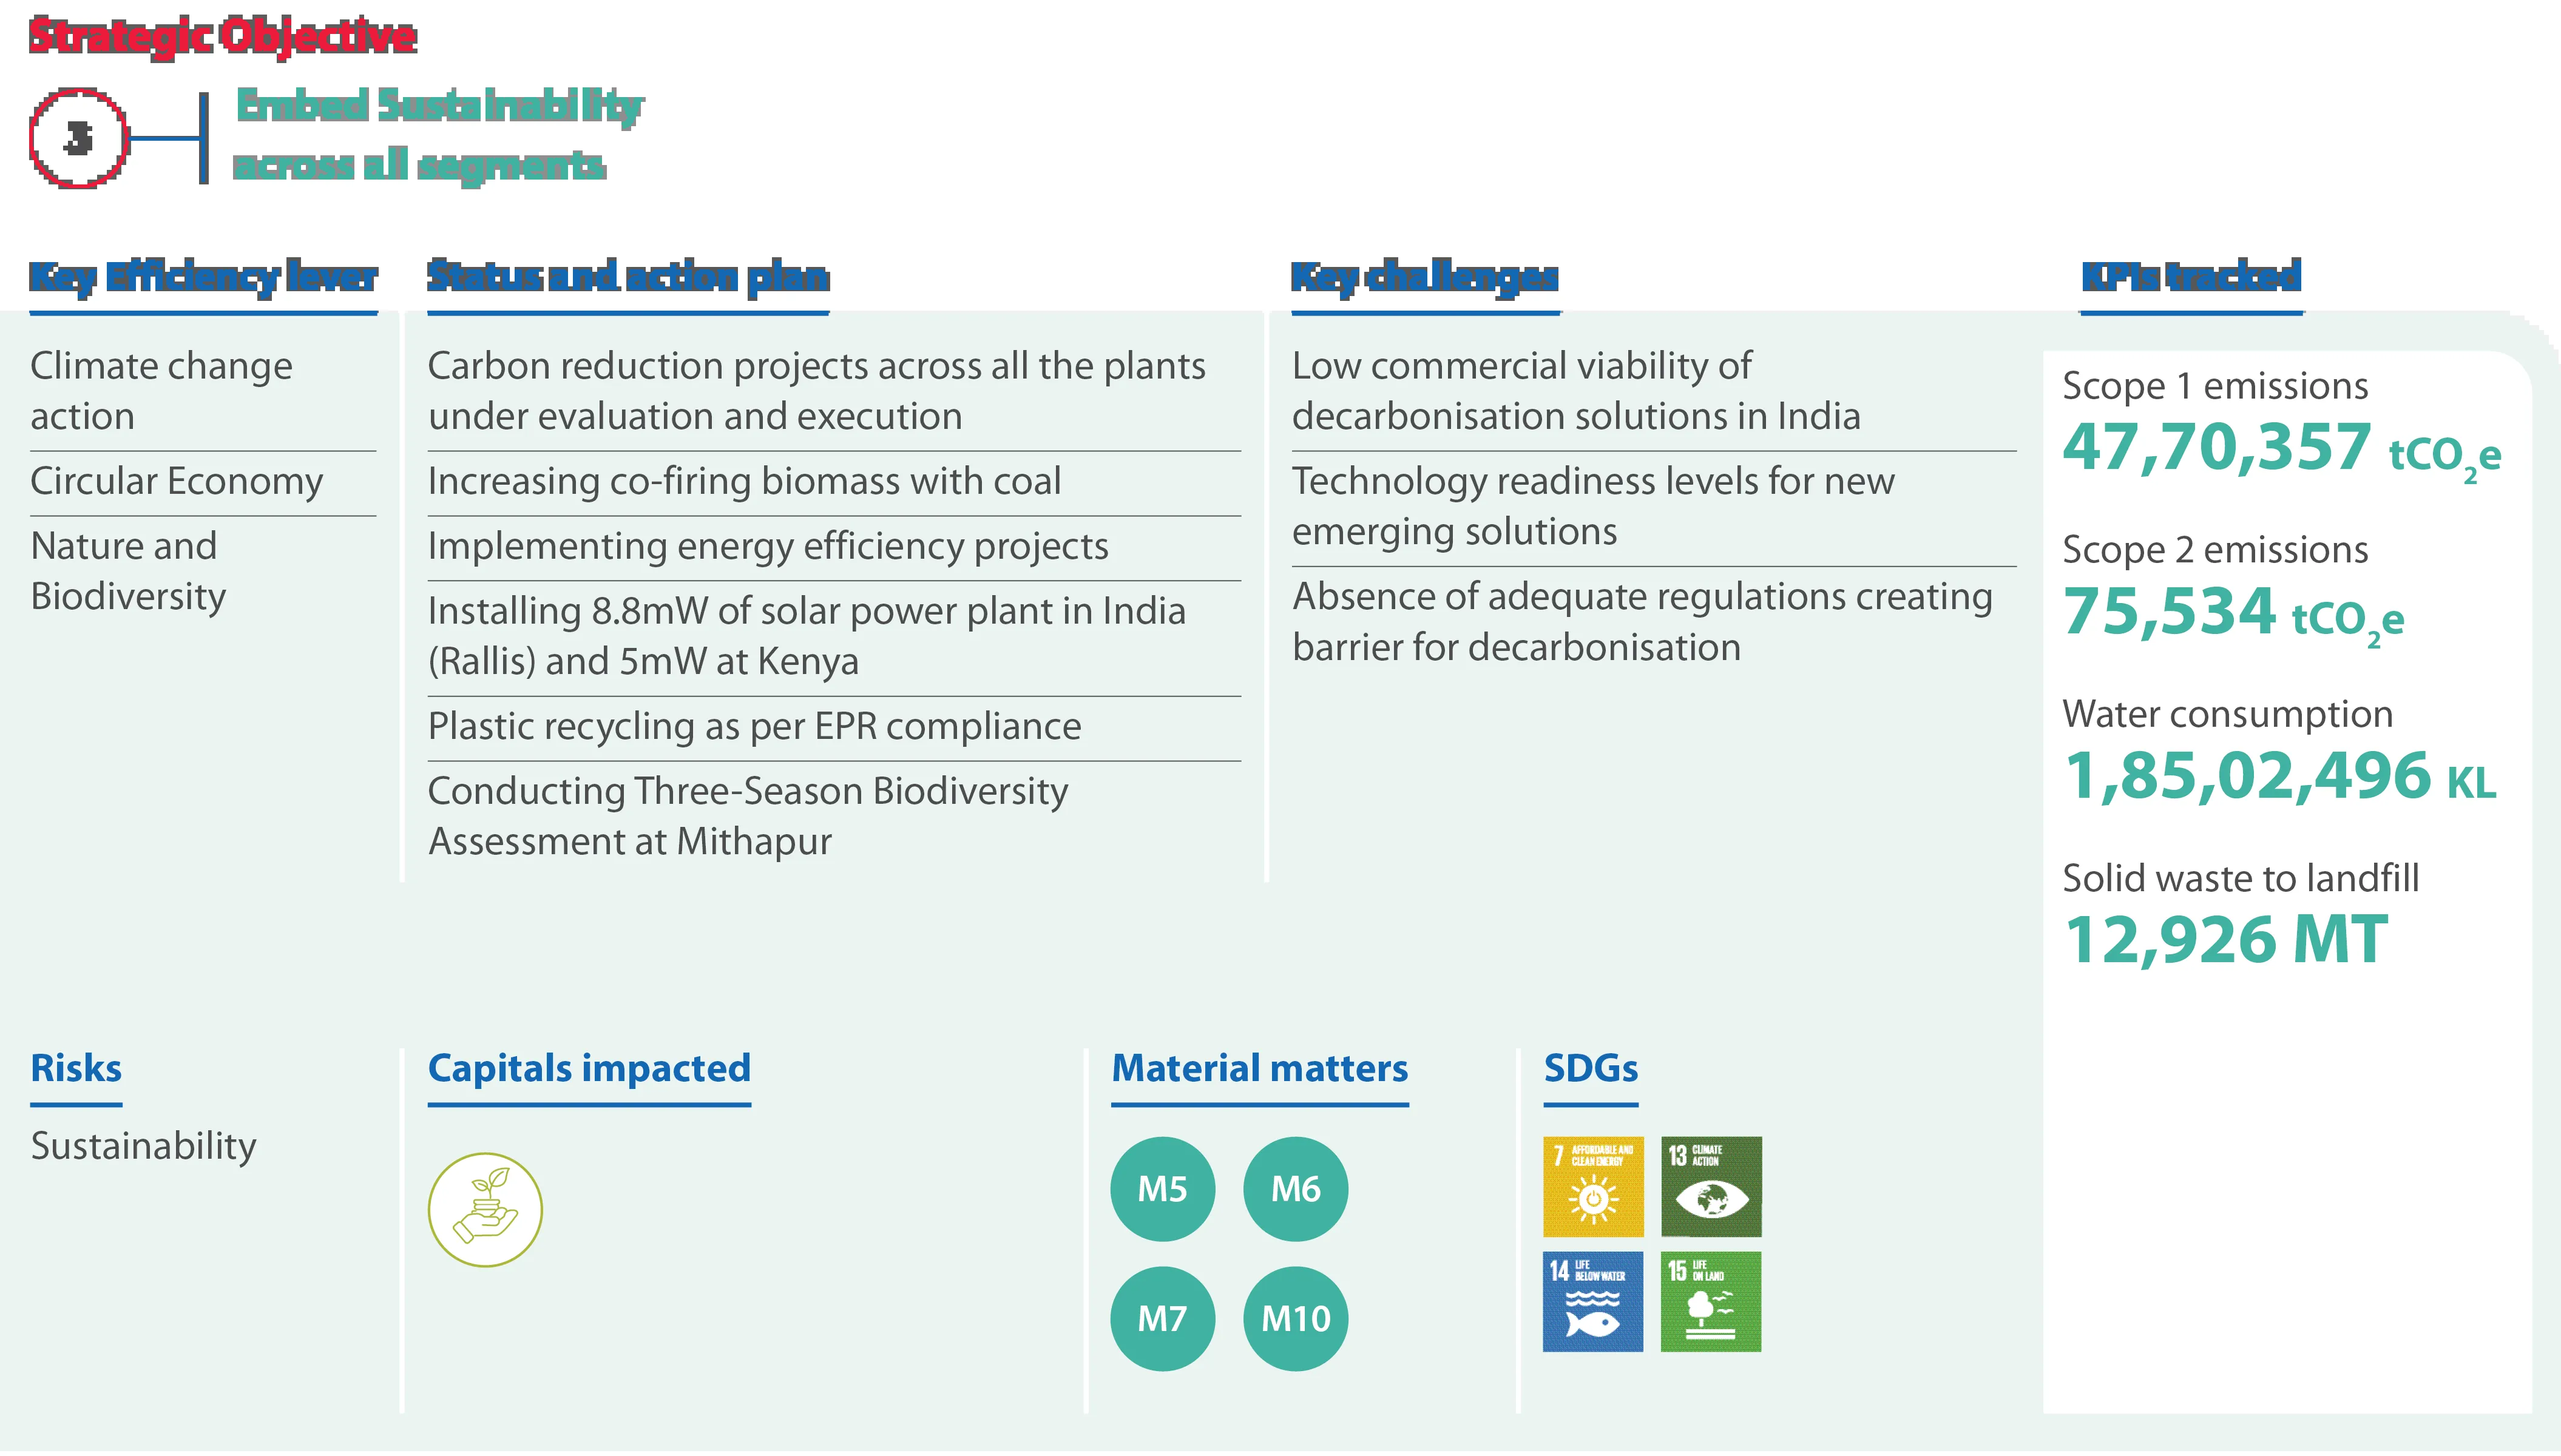 Strategic Objective
3
Embed Sustainability
across all segments
Key Efficiency lever
Climate change
action
Circular Economy
Nature and
Biodiversity
Status and action plan
Carbon reduction projects across all the plants
under evaluation and execution
Increasing co-firing biomass with coal
Implementing energy efficiency projects
Installing 8.8mW of solar power plant in India
(Rallis) and 5mW at Kenya
Plastic recycling as per EPR compliance
Conducting Three-Season Biodiversity
Assessment at Mithapur
Key challenges
Low commercial viability of
decarbonisation solutions in India
Technology readiness levels for new
emerging solutions
Absence of adequate regulations creating
barrier for decarbonisation
KPIs tracked
Scope 1 emissions
47,70,357 tCO₂e
Scope 2 emissions
75,534 tCO₂e
Water consumption
1,85,02,496 KL
Solid waste to landfill
12,926 MT
Risks
Sustainability
Capitals impacted
Material matters
M5 M6
M7 M10
SDGs
7 AFFORDABLE AND
CLEAN ENERGY
13 CLIMATE
ACTION
14 LIFE
BELOW WATER
15 LIFE
ON LAND